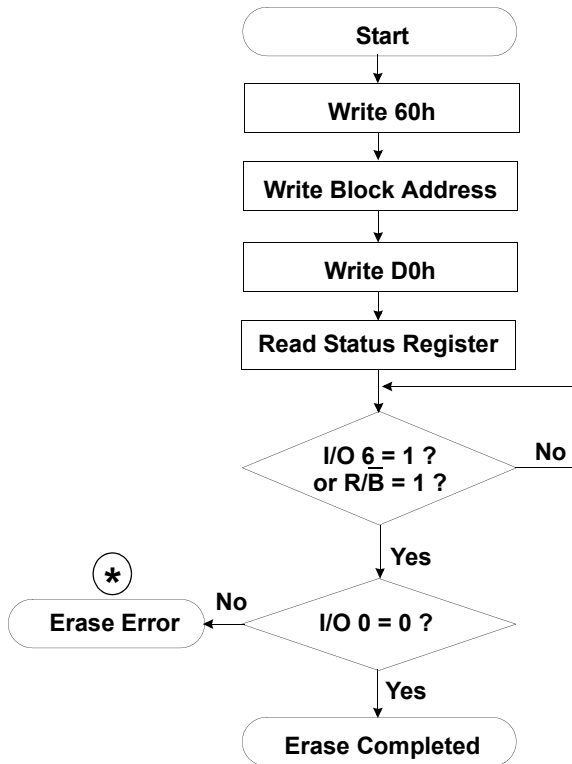 Start
Write 60h
Write Block Address
Write D0h
Read Status Register
I/O 6 = 1 ?
or R/B̅ = 1 ?
No
Yes
*
No
Erase Error
I/O 0 = 0 ?
Yes
Erase Completed